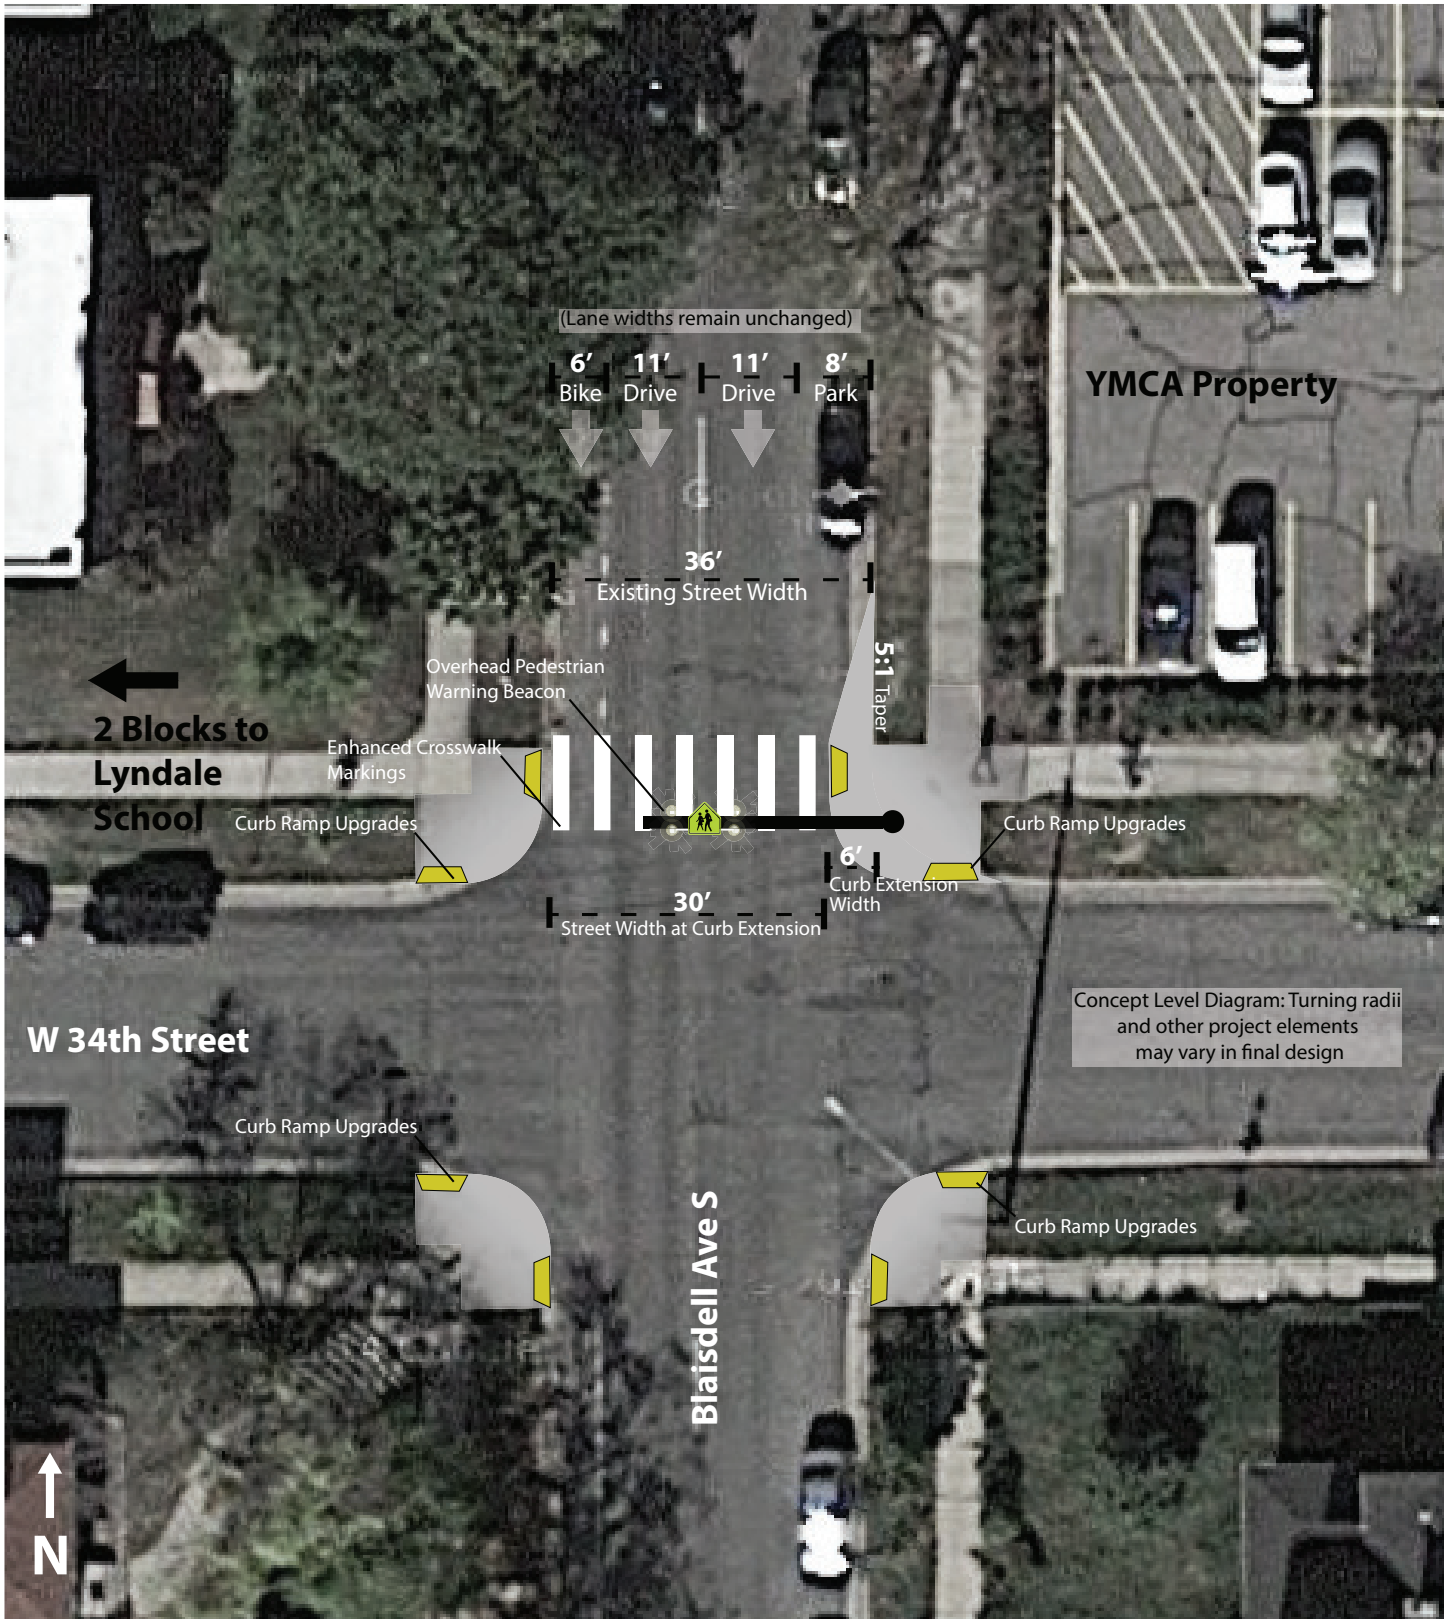 (Lane widths remain unchanged)
6’ 11’ 11’ 8’
Bike Drive Drive Park
YMCA Property
36’
Existing Street Width
5:1 Taper
Overhead Pedestrian
Warning Beacon
2 Blocks to
Lyndale
School
Enhanced Crosswalk
Markings
Curb Ramp Upgrades
Curb Ramp Upgrades
6’
Curb Extension
Width
30’
Street Width at Curb Extension
W 34th Street
Concept Level Diagram: Turning radii
and other project elements
may vary in final design
Curb Ramp Upgrades
Curb Ramp Upgrades
Blaisdell Ave S
N